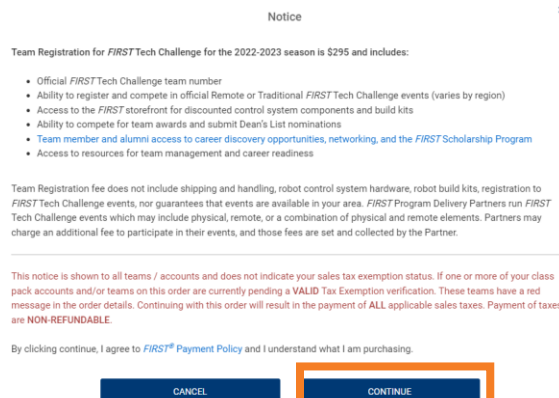 Notice
Team Registration for FIRST Tech Challenge for the 2022-2023 season is $295 and includes:
• Official FIRST Tech Challenge team number
• Ability to register and compete in official Remote or Traditional FIRST Tech Challenge events (varies by region)
• Access to the FIRST storefront for discounted control system components and build kits
• Ability to compete for team awards and submit Dean's List nominations
• Team member and alumni access to career discovery opportunities, networking, and the FIRST Scholarship Program
• Access to resources for team management and career readiness
Team Registration fee does not include shipping and handling, robot control system hardware, robot build kits, registration to
FIRST Tech Challenge events, nor guarantees that events are available in your area. FIRST Program Delivery Partners run FIRST
Tech Challenge events which may include physical, remote, or a combination of physical and remote elements. Partners may
charge an additional fee to participate in their events, and those fees are set and collected by the Partner.
This notice is shown to all teams / accounts and does not indicate your sales tax exemption status. If one or more of your class
pack accounts and/or teams on this order are currently pending a VALID Tax Exemption verification. These teams have a red
message in the order details. Continuing with this order will result in the payment of ALL applicable sales taxes. Payment of taxes
are NON-REFUNDABLE.
By clicking continue, I agree to FIRST® Payment Policy and I understand what I am purchasing.
CANCEL
CONTINUE